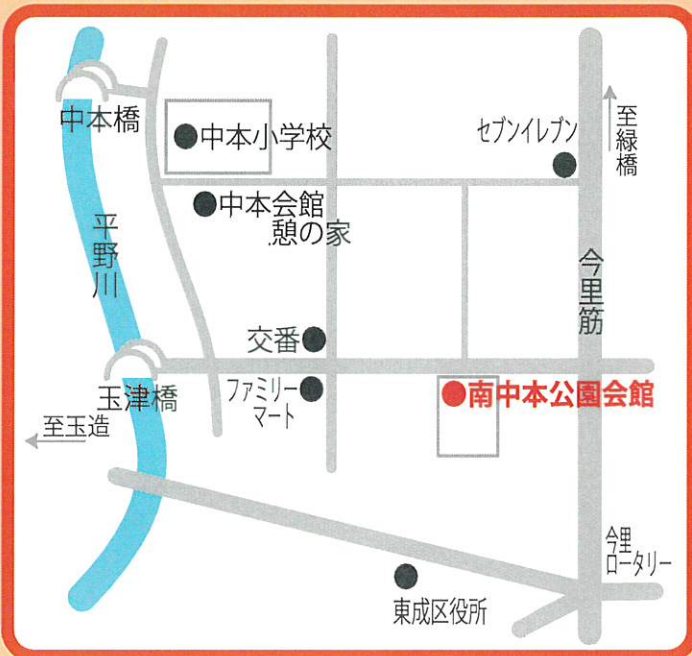 中本橋
中本小学校
セブンイレブン
至緑橋
中本会館
憩の家
平野川
今里筋
交番
玉津橋
ファミリー
マート
南中本公園会館
至玉造
今里
ロータリー
東成区役所